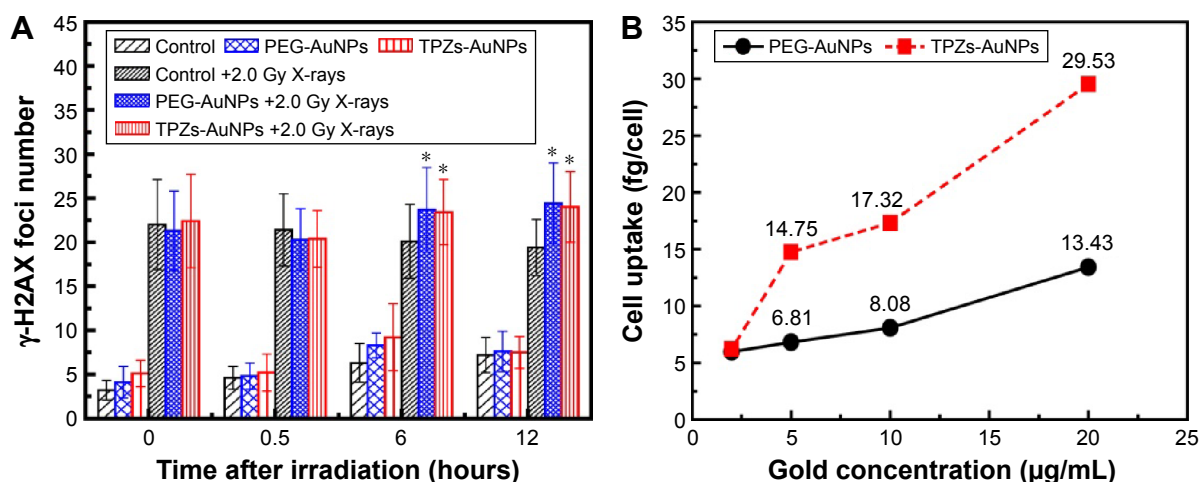 A
Control PEG-AuNPs TPZs-AuNPs
Control +2.0 Gy X-rays
PEG-AuNPs +2.0 Gy X-rays
TPZs-AuNPs +2.0 Gy X-rays
γ-H2AX foci number
45
40
35
30
25
20
15
10
5
0
* * * *
0 0.5 6 12
Time after irradiation (hours)
B
PEG-AuNPs TPZs-AuNPs
Cell uptake (fg/cell)
35
30
25
20
15
10
5
0
29.53
17.32
14.75
13.43
8.08
6.81
0 5 10 15 20 25
Gold concentration (µg/mL)